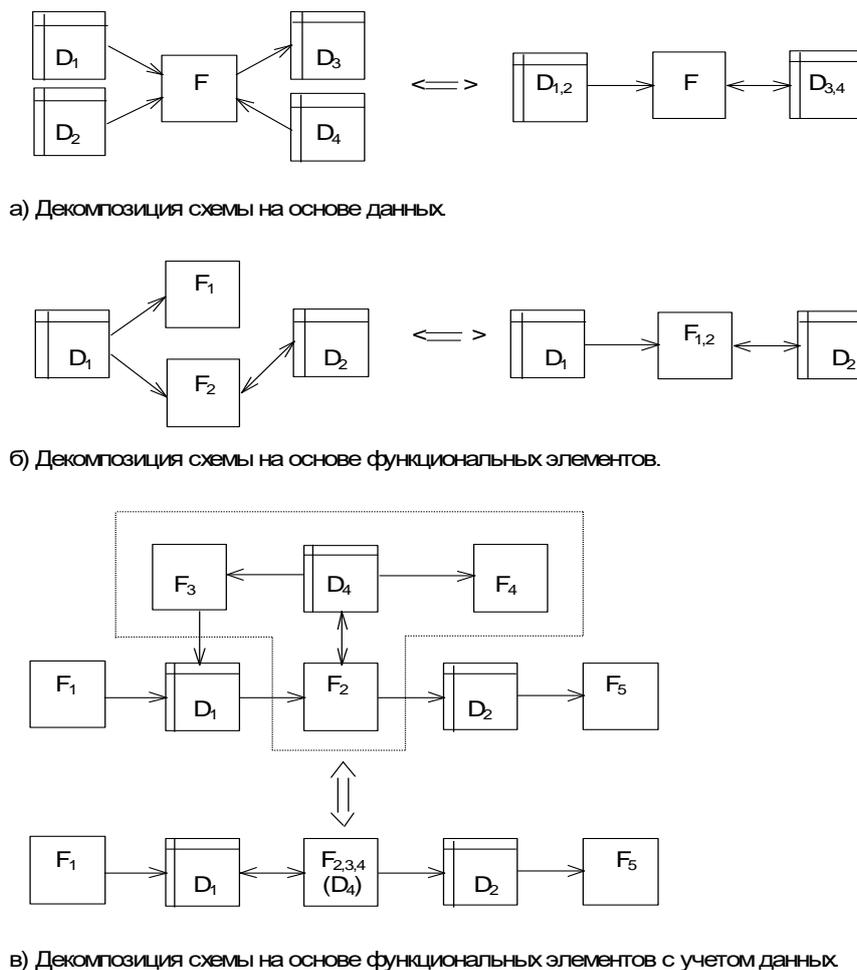 D₁ D₃
F D₁,₂ F D₃,₄
D₂ D₄
а) Декомпозиция схемы на основе данных.
F₁
D₁ D₂ D₁ F₁,₂ D₂
F₂
б) Декомпозиция схемы на основе функциональных элементов.
F₃ D₄ F₄
F₁ D₁ F₂ D₂ F₅
F₁ D₁ F₂,₃,₄ D₂ F₅
(D₄)
в) Декомпозиция схемы на основе функциональных элементов с учетом данных.